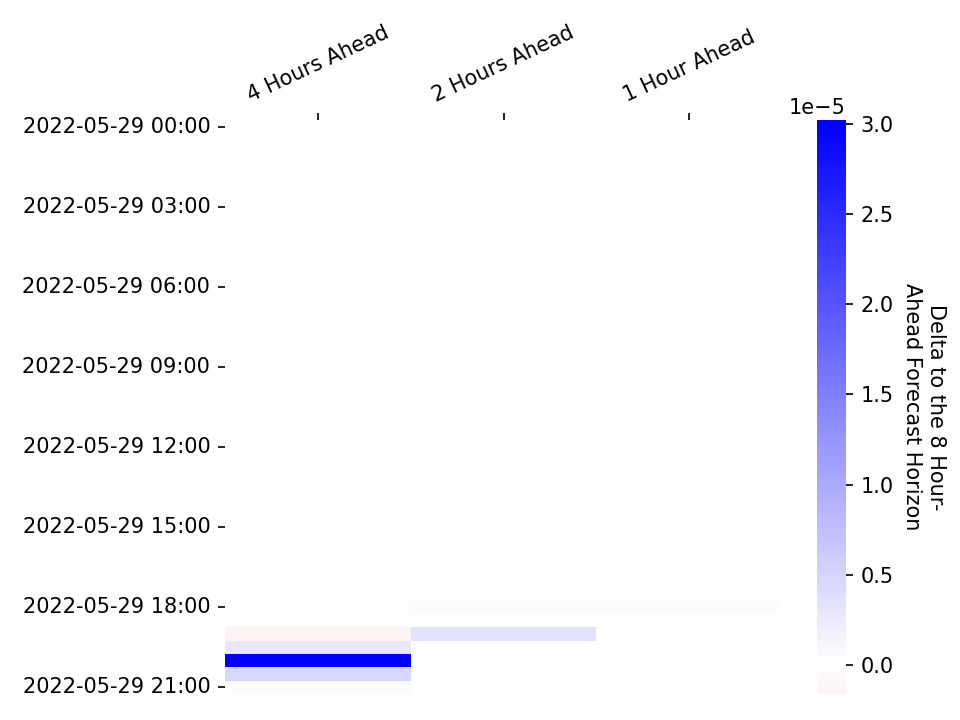 4 Hours Ahead
2 Hours Ahead
1 Hour Ahead
1e−5
2022-05-29 00:00
2022-05-29 03:00
2022-05-29 06:00
2022-05-29 09:00
2022-05-29 12:00
2022-05-29 15:00
2022-05-29 18:00
2022-05-29 21:00
3.0
2.5
2.0
1.5
1.0
0.5
0.0
Delta to the 8 Hour-
Ahead Forecast Horizon